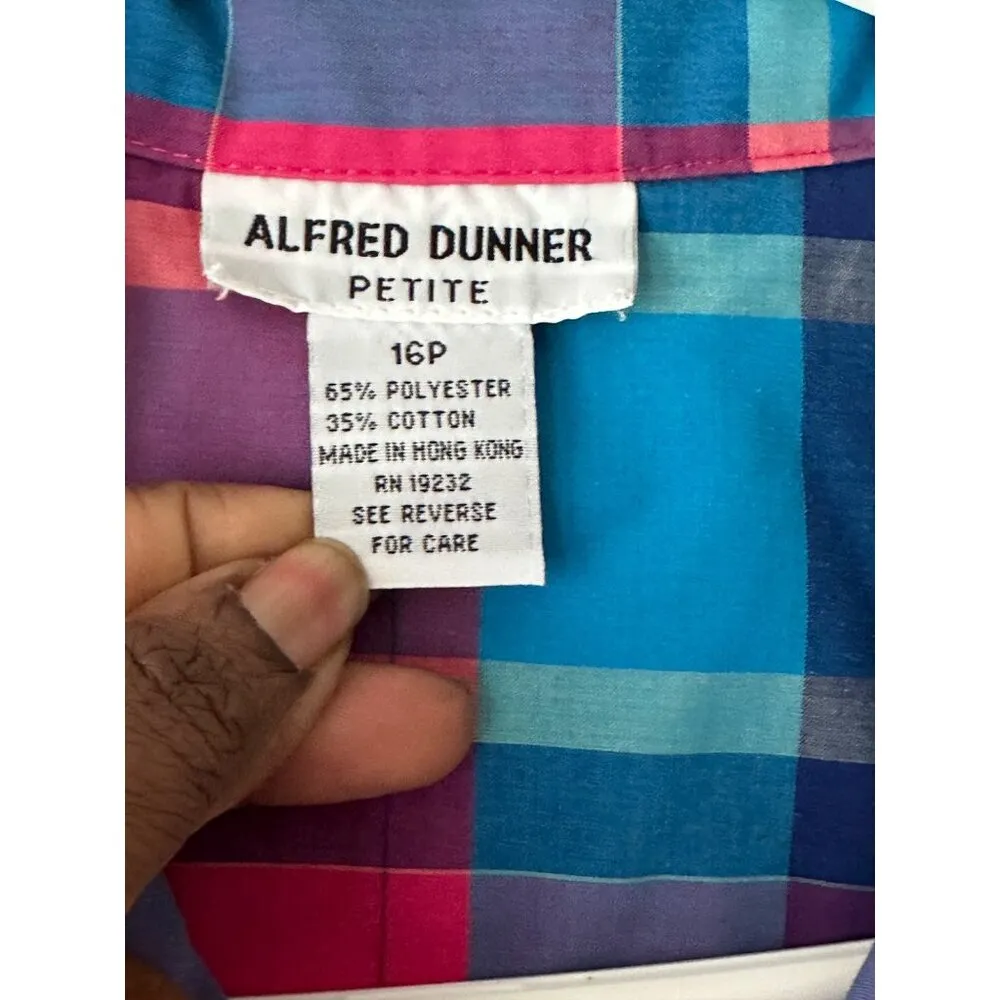 ALFRED DUNNER
PETITE
16P
65% POLYESTER
35% COTTON
MADE IN HONG KONG
RN 19232
SEE REVERSE
FOR CARE